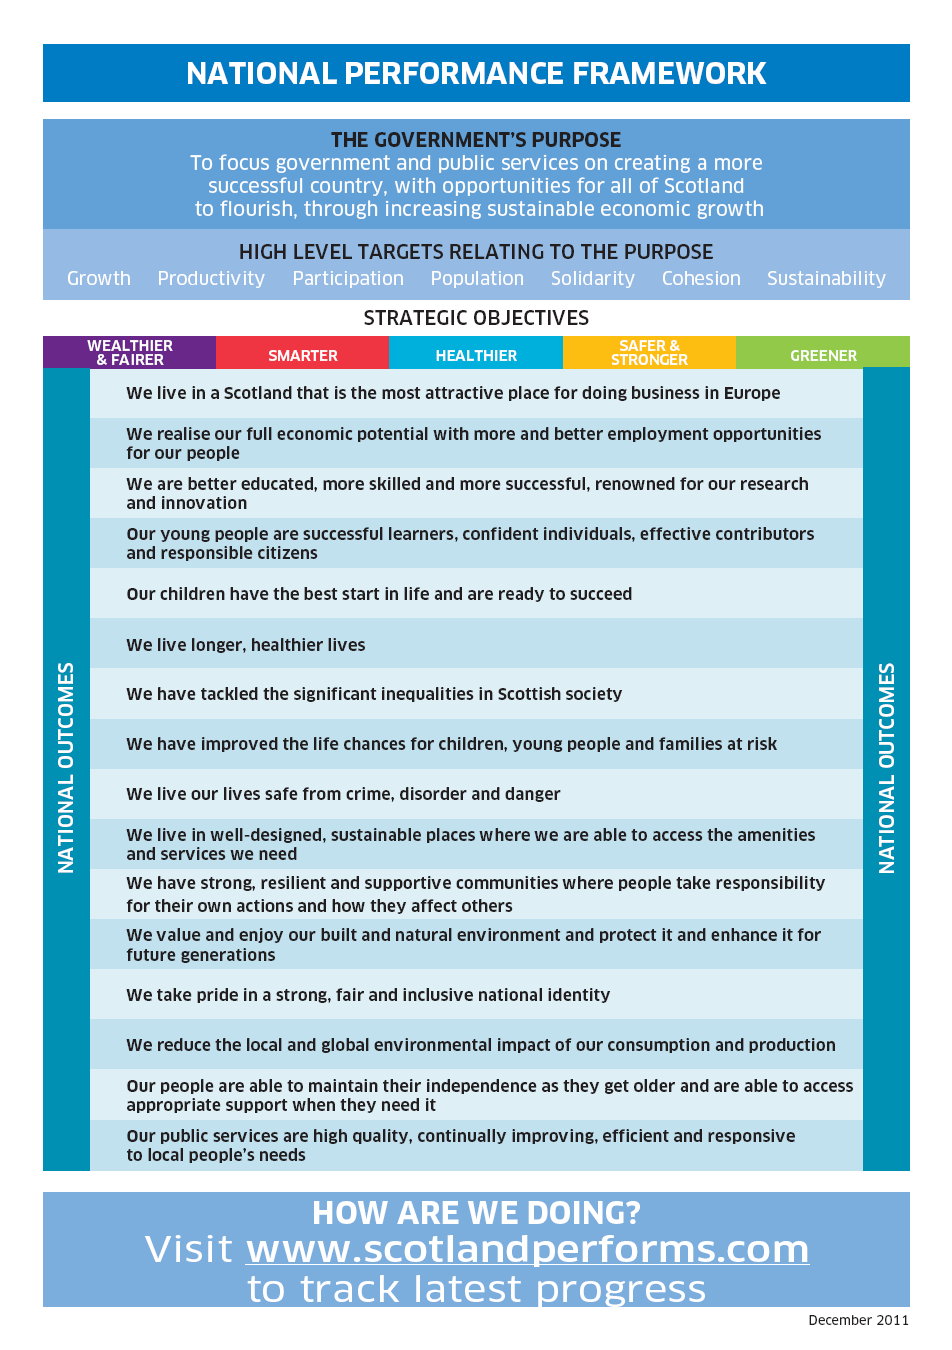 NATIONAL PERFORMANCE FRAMEWORK
THE GOVERNMENT'S PURPOSE
To focus government and public services on creating a more
successful country, with opportunities for all of Scotland
to flourish, through increasing sustainable economic growth
HIGH LEVEL TARGETS RELATING TO THE PURPOSE
Growth Productivity Participation Population Solidarity Cohesion Sustainability
STRATEGIC OBJECTIVES
WEALTHIER
& FAIRER
SMARTER
HEALTHIER
SAFER &
STRONGER
GREENER
NATIONAL OUTCOMES
We live in a Scotland that is the most attractive place for doing business in Europe
We realise our full economic potential with more and better employment opportunities
for our people
We are better educated, more skilled and more successful, renowned for our research
and innovation
Our young people are successful learners, confident individuals, effective contributors
and responsible citizens
Our children have the best start in life and are ready to succeed
We live longer, healthier lives
We have tackled the significant inequalities in Scottish society
We have improved the life chances for children, young people and families at risk
We live our lives safe from crime, disorder and danger
We live in well-designed, sustainable places where we are able to access the amenities
and services we need
We have strong, resilient and supportive communities where people take responsibility
for their own actions and how they affect others
We value and enjoy our built and natural environment and protect it and enhance it for
future generations
We take pride in a strong, fair and inclusive national identity
We reduce the local and global environmental impact of our consumption and production
Our people are able to maintain their independence as they get older and are able to access
appropriate support when they need it
Our public services are high quality, continually improving, efficient and responsive
to local people's needs
NATIONAL OUTCOMES
HOW ARE WE DOING?
Visit www.scotlandperforms.com
to track latest progress
December 2011